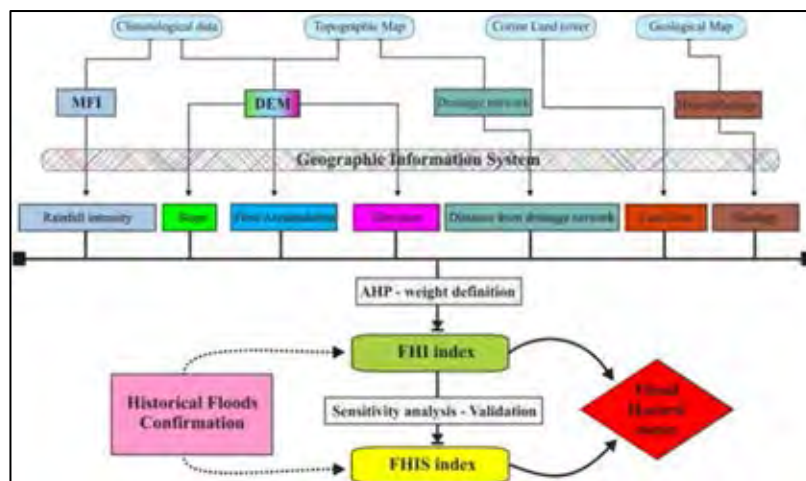 Climatological data
Topographic Map
Corine Land cover
Geological Map
MFI
DEM
Drainage network
Geographic Information System
Rainfall intensity
Slope
Flow Accumulation
Elevation
Distance from drainage network
Land use
Geology
AHP - weight definition
FHI index
Historical Floods
Confirmation
Sensitivity analysis - Validation
FHIS index
Flood
Hazard